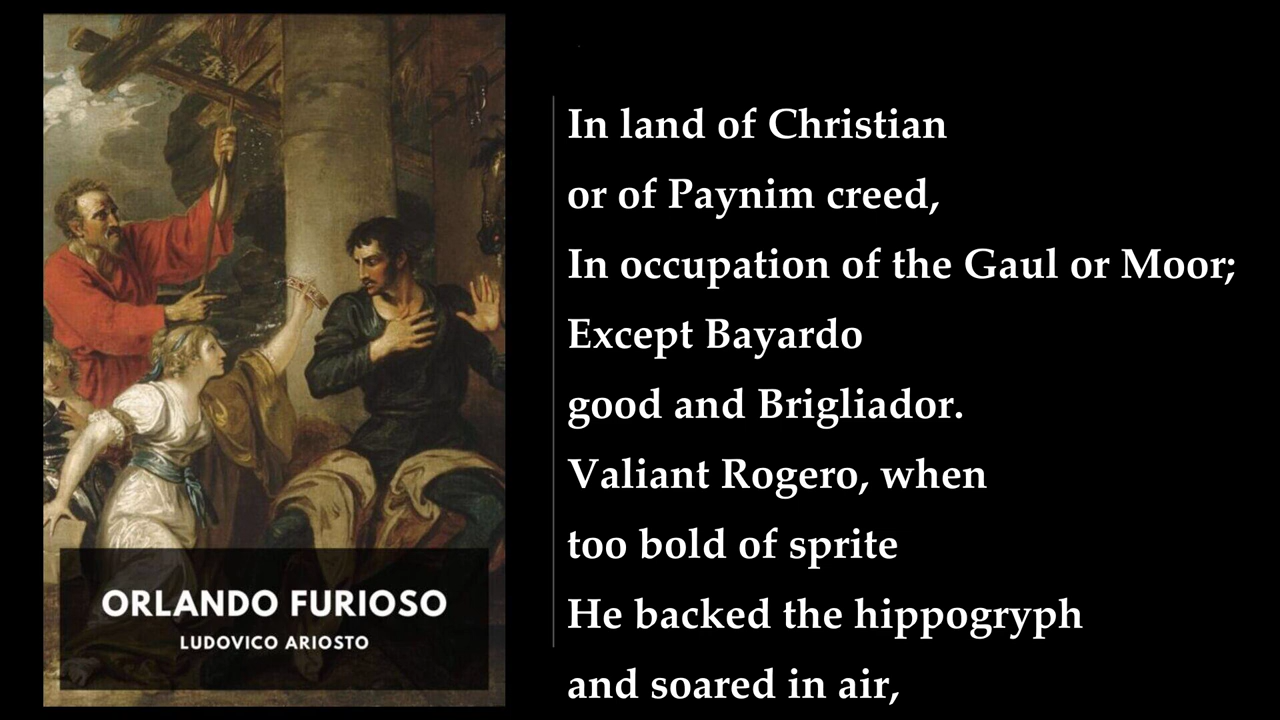 ORLANDO FURIOSO
LUDOVICO ARIOSTO
In land of Christian
or of Paynim creed,
In occupation of the Gaul or Moor;
Except Bayardo
good and Brigliador.
Valiant Rogero, when
too bold of sprite
He backed the hippogryph
and soared in air,